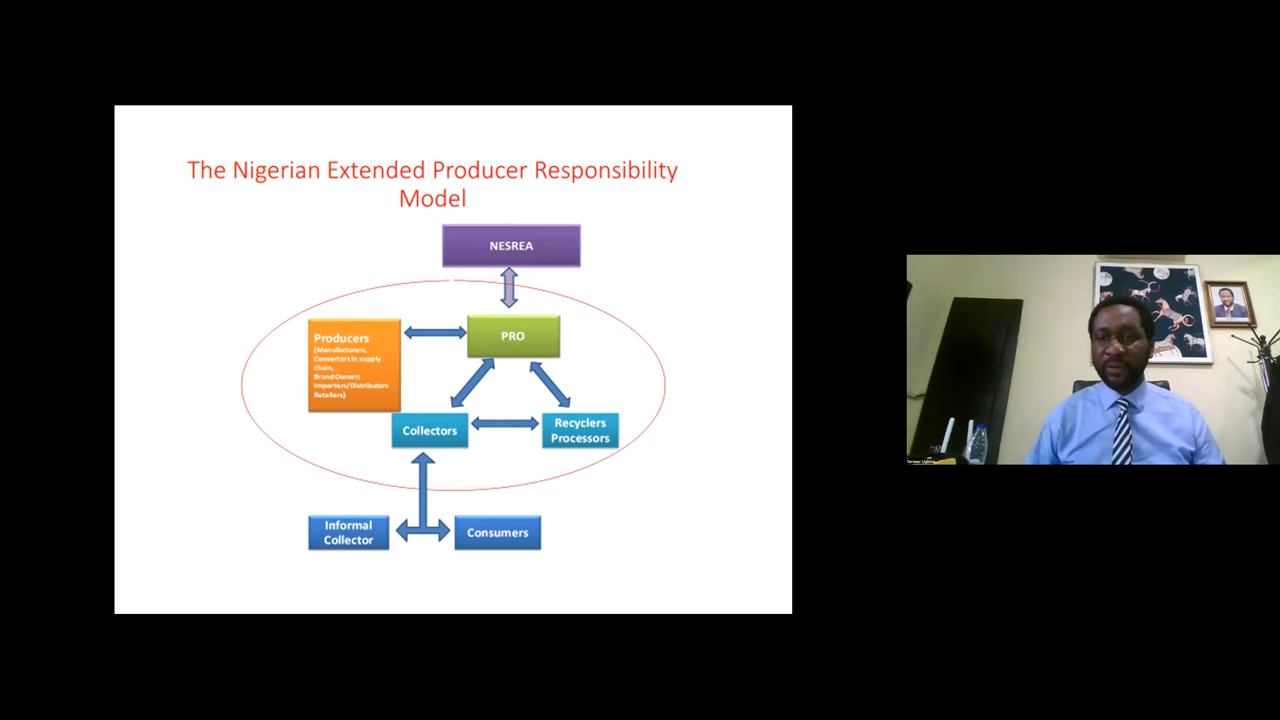 The Nigerian Extended Producer Responsibility
Model
NESREA
PRO
Producers
(Manufacturers,
Converters in supply
chain,
Brand Owners
Importers/Distributors
Retailers)
Collectors
Recyclers
Processors
Informal
Collector
Consumers